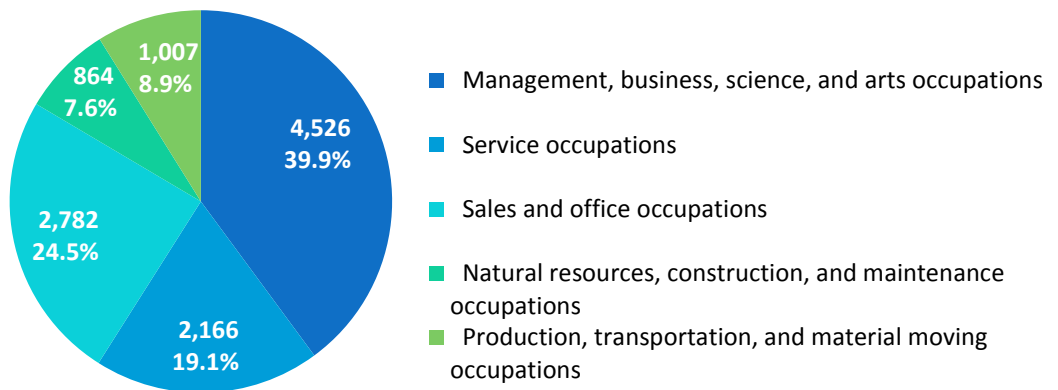 1,007
8.9%
864
7.6%
4,526
39.9%
2,782
24.5%
2,166
19.1%
Management, business, science, and arts occupations
Service occupations
Sales and office occupations
Natural resources, construction, and maintenance
occupations
Production, transportation, and material moving
occupations